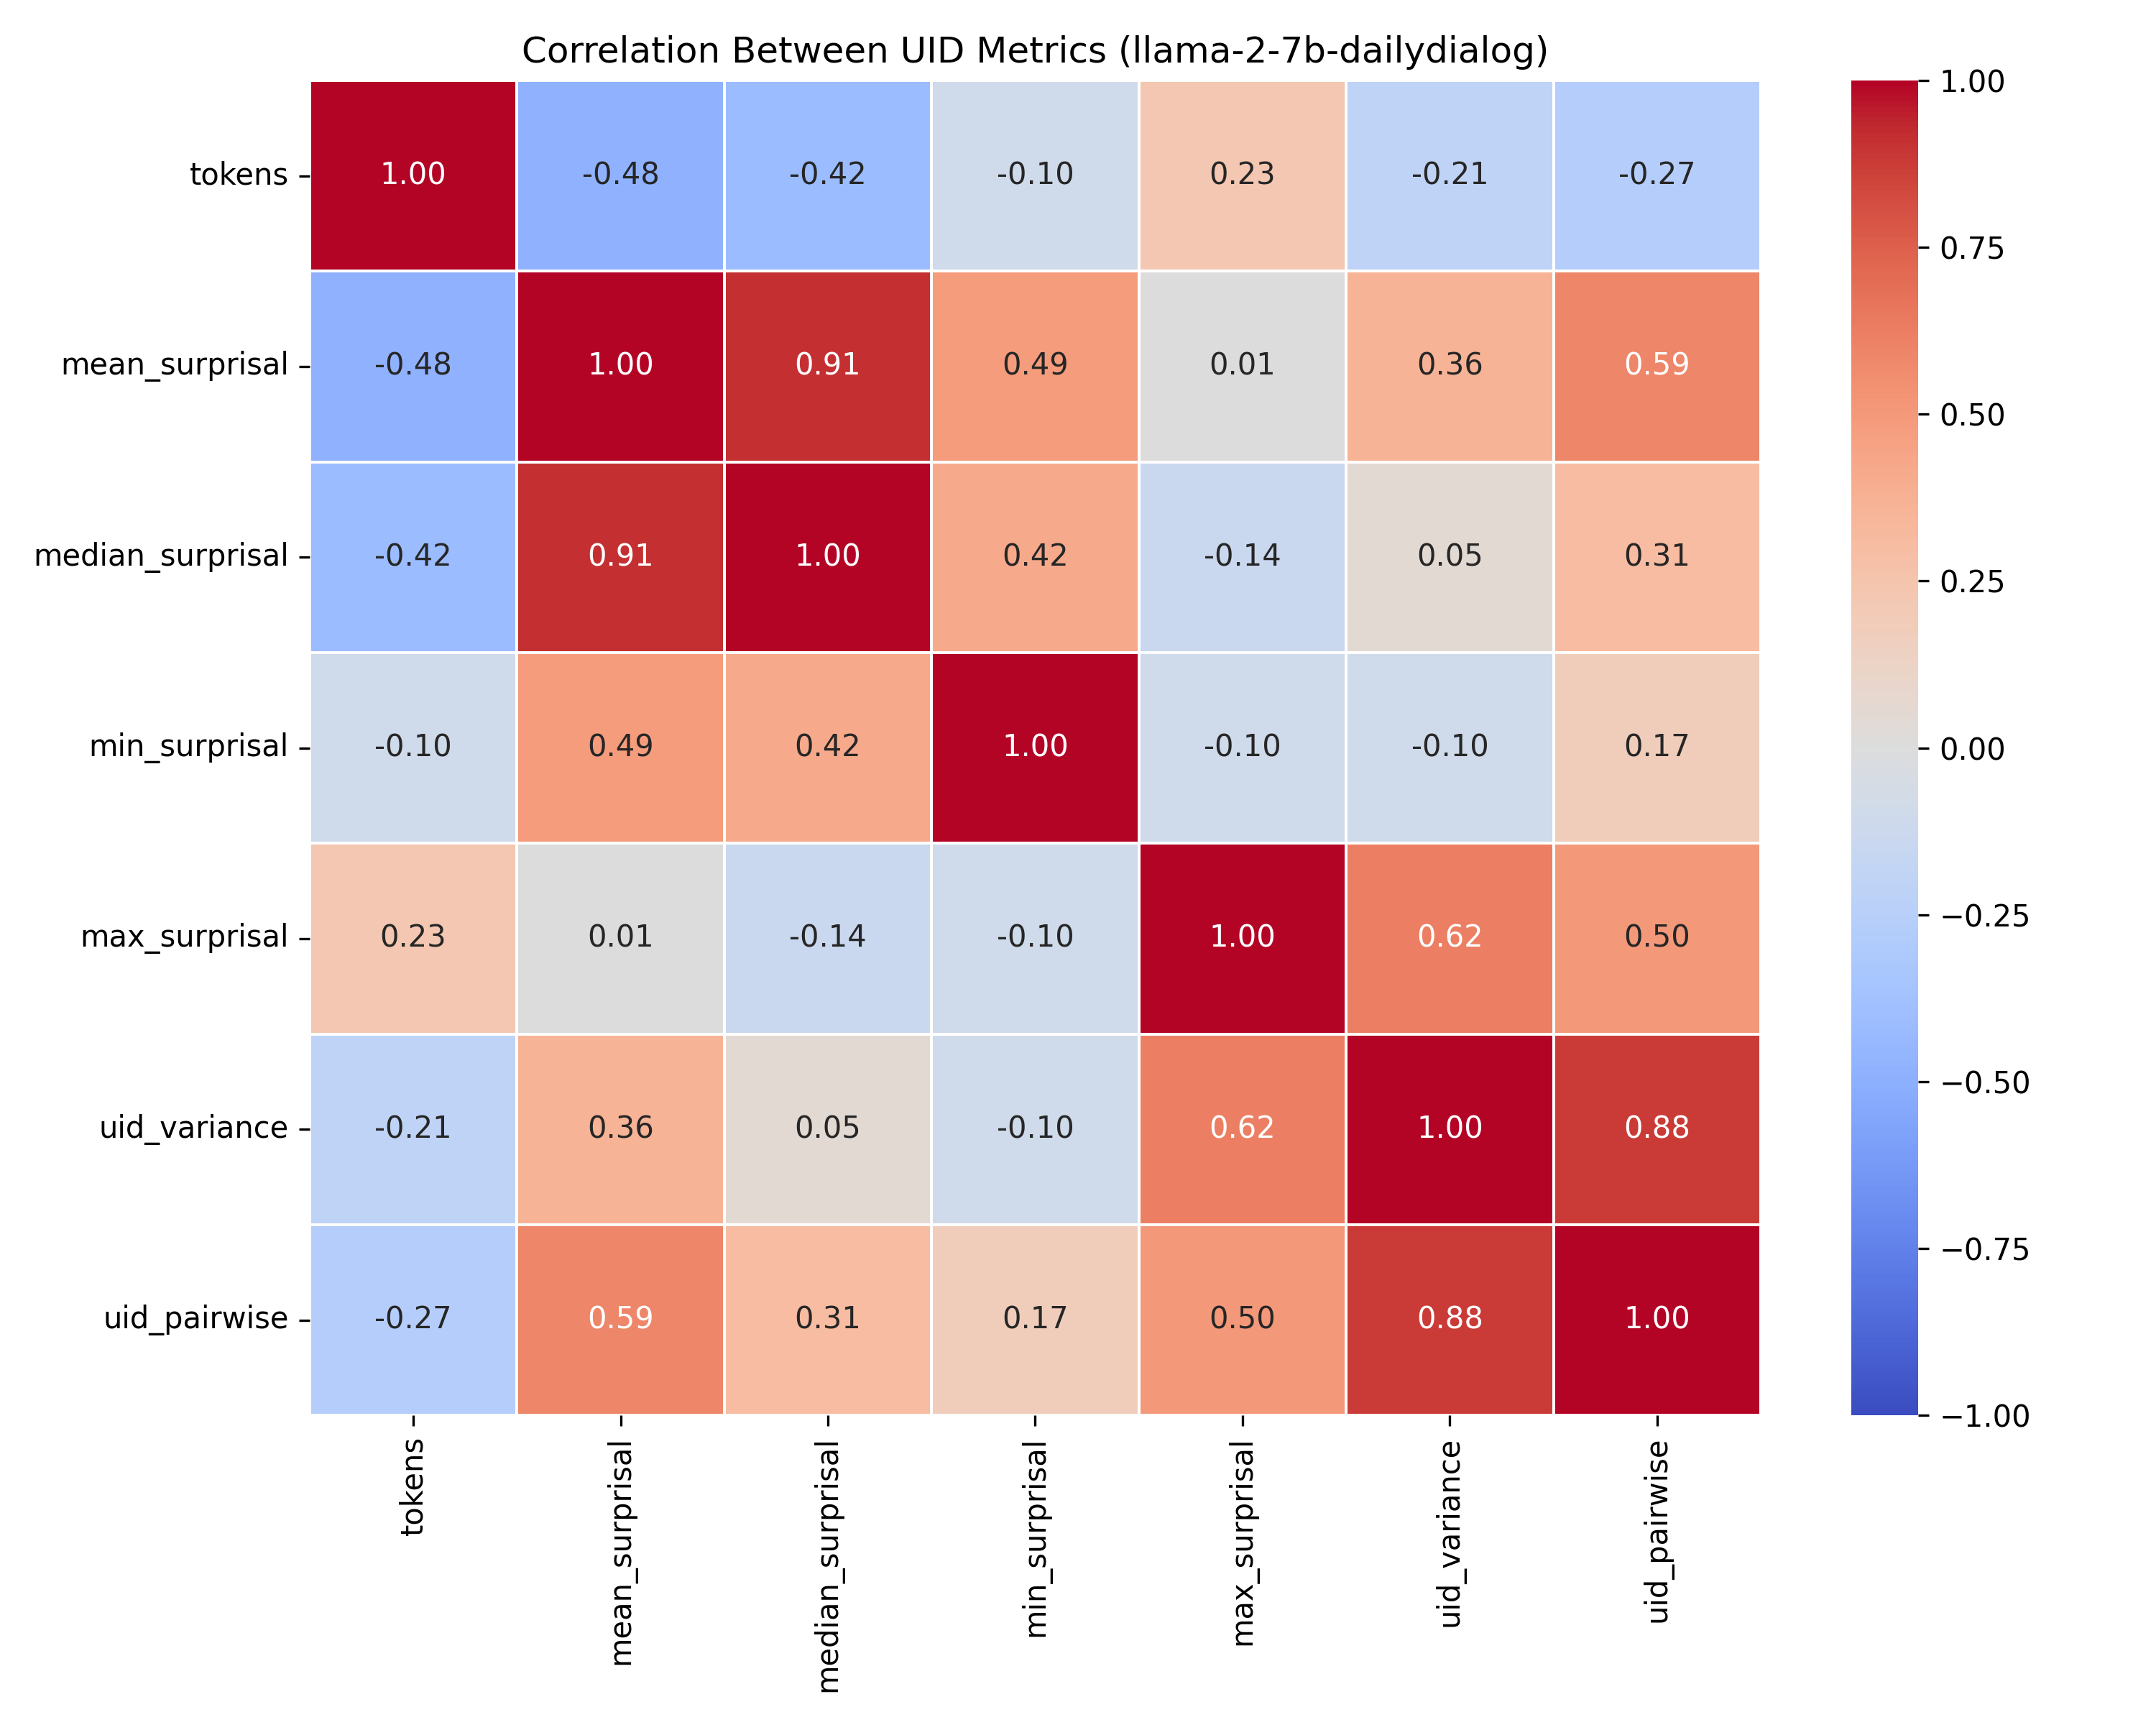 Correlation Between UID Metrics (llama-2-7b-dailydialog)
tokens 1.00 -0.48 -0.42 -0.10 0.23 -0.21 -0.27
mean_surprisal -0.48 1.00 0.91 0.49 0.01 0.36 0.59
median_surprisal -0.42 0.91 1.00 0.42 -0.14 0.05 0.31
min_surprisal -0.10 0.49 0.42 1.00 -0.10 -0.10 0.17
max_surprisal 0.23 0.01 -0.14 -0.10 1.00 0.62 0.50
uid_variance -0.21 0.36 0.05 -0.10 0.62 1.00 0.88
uid_pairwise -0.27 0.59 0.31 0.17 0.50 0.88 1.00
tokens
mean_surprisal
median_surprisal
min_surprisal
max_surprisal
uid_variance
uid_pairwise
1.00
0.75
0.50
0.25
0.00
−0.25
−0.50
−0.75
−1.00